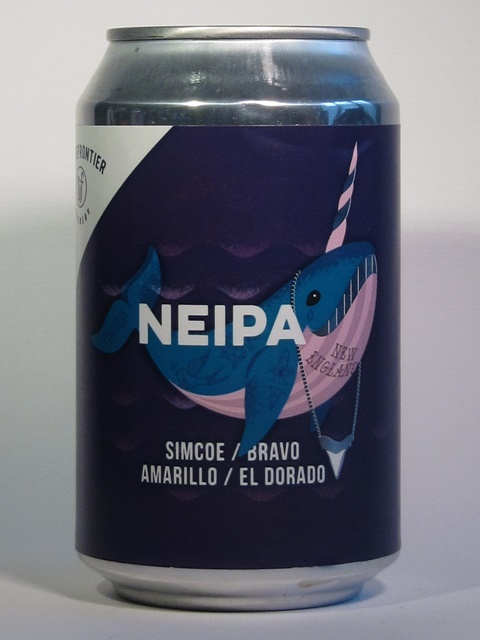 FRONTIER
NEIPA
NEW
ENGLAND
SIMCOE / BRAVO
AMARILLO / EL DORADO